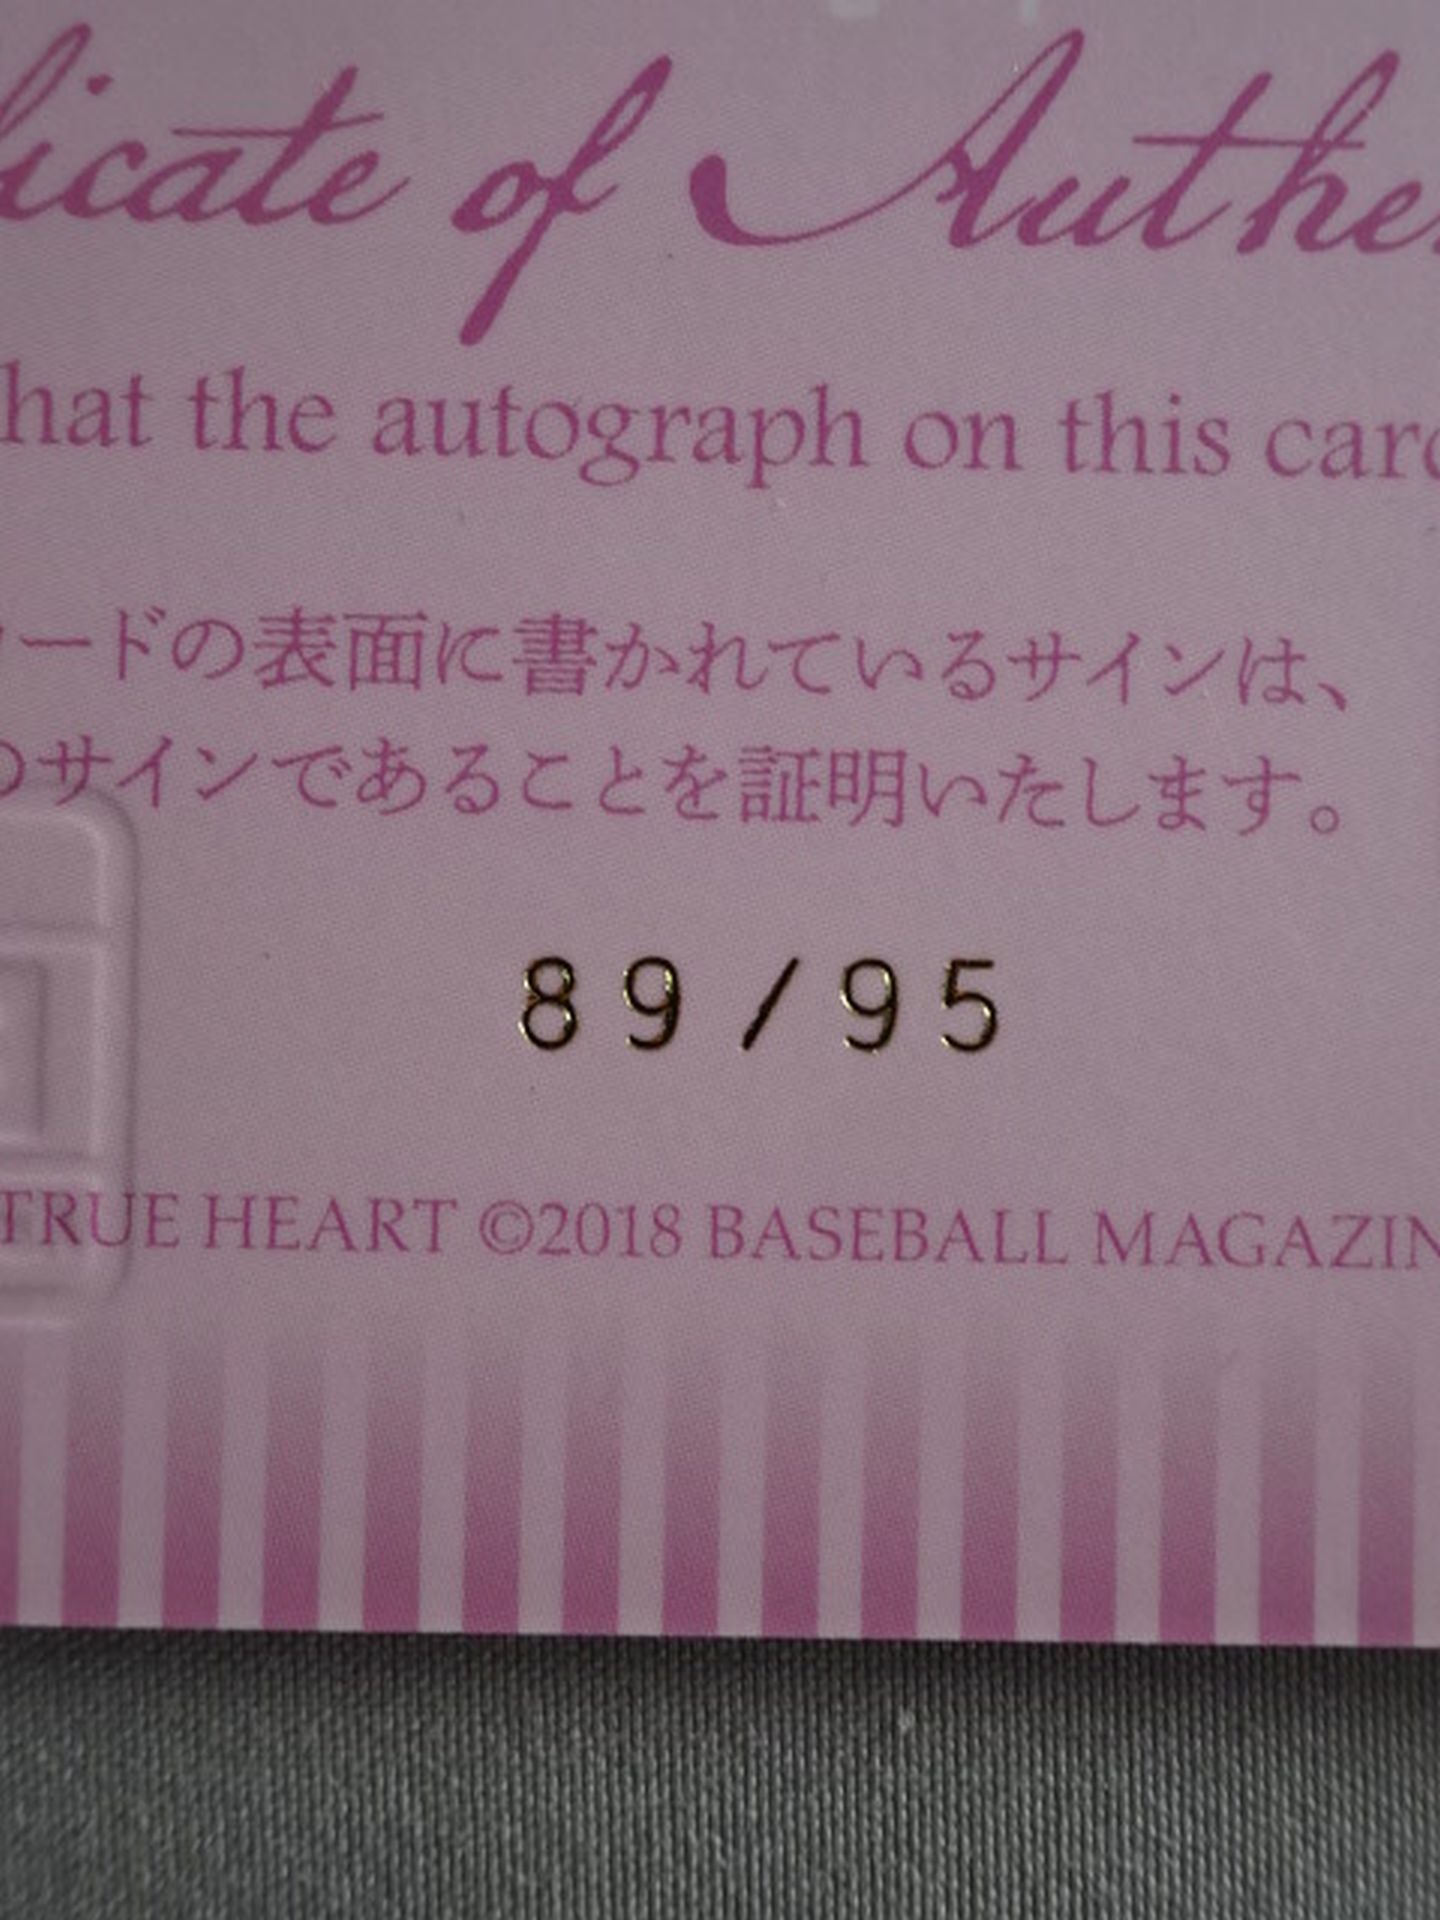 licate of Authe
hat the autograph on this card
ードの表面に書かれているサインは、
のサインであることを証明いたします。
89/95
TRUE HEART ©2018 BASEBALL MAGAZIN